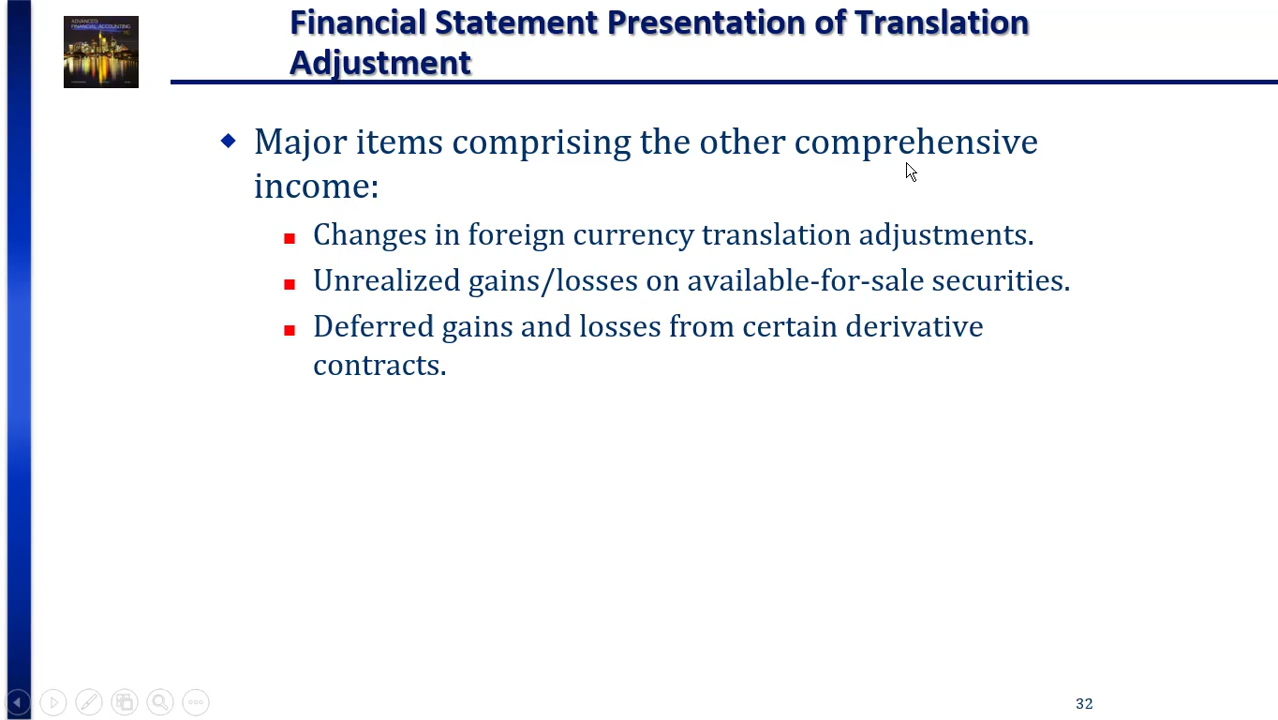 Financial Statement Presentation of Translation
Adjustment
Major items comprising the other comprehensive
income:
Changes in foreign currency translation adjustments.
Unrealized gains/losses on available-for-sale securities.
Deferred gains and losses from certain derivative
contracts.
32